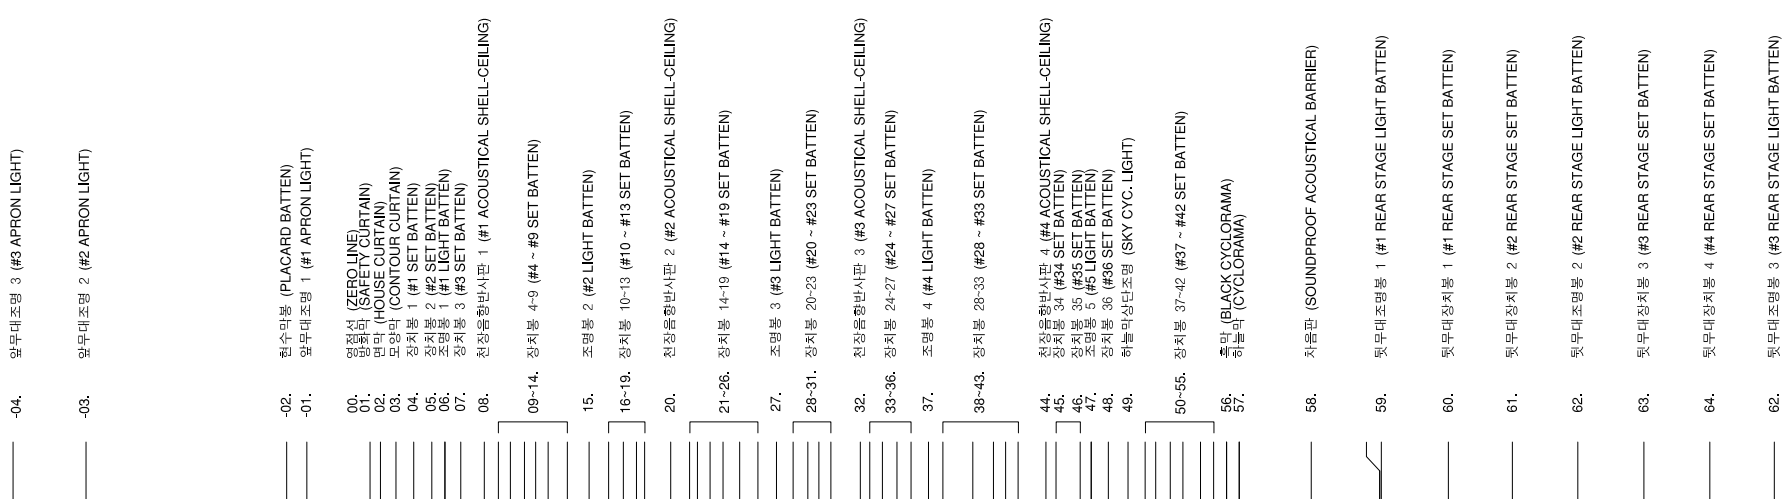 -04. 앞무대조명 3 (#3 APRON LIGHT)
-03. 앞무대조명 2 (#2 APRON LIGHT)
-02. 현수막봉 (PLACARD BATTEN)
-01. 앞무대조명 1 (#1 APRON LIGHT)
00. 영점선 (ZERO LINE)
01. 방화막 (SAFETY CURTAIN)
02. 면막 (HOUSE CURTAIN)
03. 모양막 (CONTOUR CURTAIN)
04. 장치봉 1 (#1 SET BATTEN)
05. 장치봉 2 (#2 SET BATTEN)
06. 조명봉 1 (#1 LIGHT BATTEN)
07. 장치봉 3 (#3 SET BATTEN)
08. 천장음향반사판 1 (#1 ACOUSTICAL SHELL-CEILING)
09~14. 장치봉 4~9 (#4 ~ #9 SET BATTEN)
15. 조명봉 2 (#2 LIGHT BATTEN)
16~19. 장치봉 10~13 (#10 ~ #13 SET BATTEN)
20. 천장음향반사판 2 (#2 ACOUSTICAL SHELL-CEILING)
21~26. 장치봉 14~19 (#14 ~ #19 SET BATTEN)
27. 조명봉 3 (#3 LIGHT BATTEN)
28~31. 장치봉 20~23 (#20 ~ #23 SET BATTEN)
32. 천장음향반사판 3 (#3 ACOUSTICAL SHELL-CEILING)
33~36. 장치봉 24~27 (#24 ~ #27 SET BATTEN)
37. 조명봉 4 (#4 LIGHT BATTEN)
38~43. 장치봉 28~33 (#28 ~ #33 SET BATTEN)
44. 천장음향반사판 4 (#4 ACOUSTICAL SHELL-CEILING)
45. 장치봉 34 (#34 SET BATTEN)
46. 장치봉 35 (#35 SET BATTEN)
47. 조명봉 5 (#5 LIGHT BATTEN)
48. 장치봉 36 (#36 SET BATTEN)
49. 하늘막상단조명 (SKY CYC. LIGHT)
50~55. 장치봉 37~42 (#37 ~ #42 SET BATTEN)
56. 흑막 (BLACK CYCLORAMA)
57. 하늘막 (CYCLORAMA)
58. 차음판 (SOUNDPROOF ACOUSTICAL BARRIER)
59. 뒷무대조명봉 1 (#1 REAR STAGE LIGHT BATTEN)
60. 뒷무대장치봉 1 (#1 REAR STAGE SET BATTEN)
61. 뒷무대장치봉 2 (#2 REAR STAGE SET BATTEN)
62. 뒷무대조명봉 2 (#2 REAR STAGE LIGHT BATTEN)
63. 뒷무대장치봉 3 (#3 REAR STAGE SET BATTEN)
64. 뒷무대장치봉 4 (#4 REAR STAGE SET BATTEN)
62. 뒷무대조명봉 3 (#3 REAR STAGE LIGHT BATTEN)